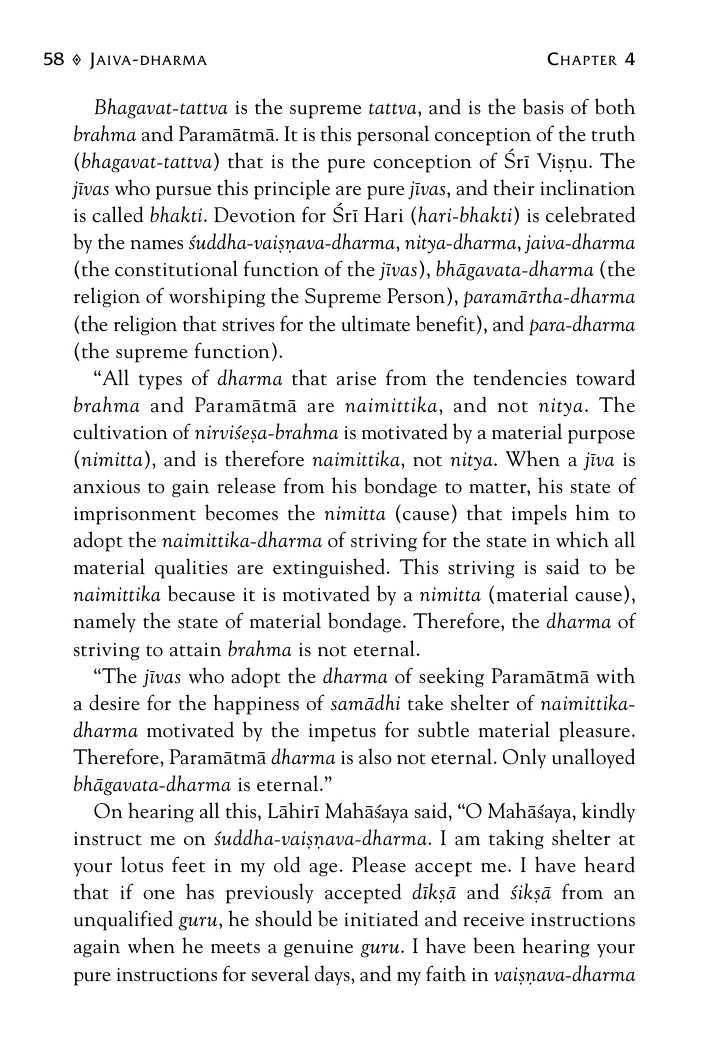 58 ⟡ Jaiva-dharma Chapter 4
Bhagavat-tattva is the supreme tattva, and is the basis of both
brahma and Paramātmā. It is this personal conception of the truth
(bhagavat-tattva) that is the pure conception of Śrī Viṣṇu. The
jīvas who pursue this principle are pure jīvas, and their inclination
is called bhakti. Devotion for Śrī Hari (hari-bhakti) is celebrated
by the names śuddha-vaiṣṇava-dharma, nitya-dharma, jaiva-dharma
(the constitutional function of the jīvas), bhāgavata-dharma (the
religion of worshiping the Supreme Person), paramārtha-dharma
(the religion that strives for the ultimate benefit), and para-dharma
(the supreme function).
“All types of dharma that arise from the tendencies toward
brahma and Paramātmā are naimittika, and not nitya. The
cultivation of nirviśeṣa-brahma is motivated by a material purpose
(nimitta), and is therefore naimittika, not nitya. When a jīva is
anxious to gain release from his bondage to matter, his state of
imprisonment becomes the nimitta (cause) that impels him to
adopt the naimittika-dharma of striving for the state in which all
material qualities are extinguished. This striving is said to be
naimittika because it is motivated by a nimitta (material cause),
namely the state of material bondage. Therefore, the dharma of
striving to attain brahma is not eternal.
“The jīvas who adopt the dharma of seeking Paramātmā with
a desire for the happiness of samādhi take shelter of naimittika-
dharma motivated by the impetus for subtle material pleasure.
Therefore, Paramātmā dharma is also not eternal. Only unalloyed
bhāgavata-dharma is eternal.”
On hearing all this, Lāhirī Mahāśaya said, “O Mahāśaya, kindly
instruct me on śuddha-vaiṣṇava-dharma. I am taking shelter at
your lotus feet in my old age. Please accept me. I have heard
that if one has previously accepted dīkṣā and śikṣā from an
unqualified guru, he should be initiated and receive instructions
again when he meets a genuine guru. I have been hearing your
pure instructions for several days, and my faith in vaiṣṇava-dharma